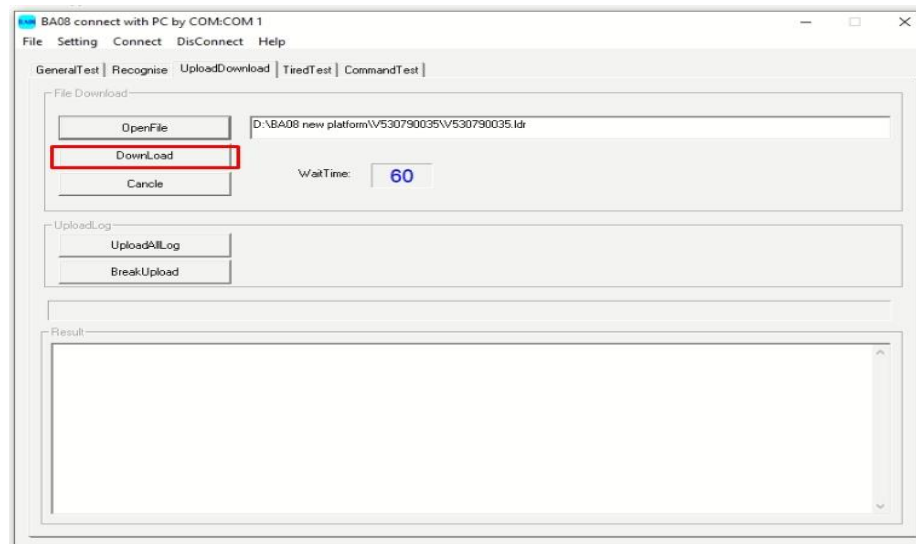 BA08 connect with PC by COM:COM 1
File Setting Connect DisConnect Help
GeneralTest Recognise UploadDownload TiredTest CommandTest
File Download
OpenFile D:\BA08 new platform\V530790035\V530790035.ldr
DownLoad
WaitTime: 60
Cancle
UploadLog
UploadAllLog
BreakUpload
Result